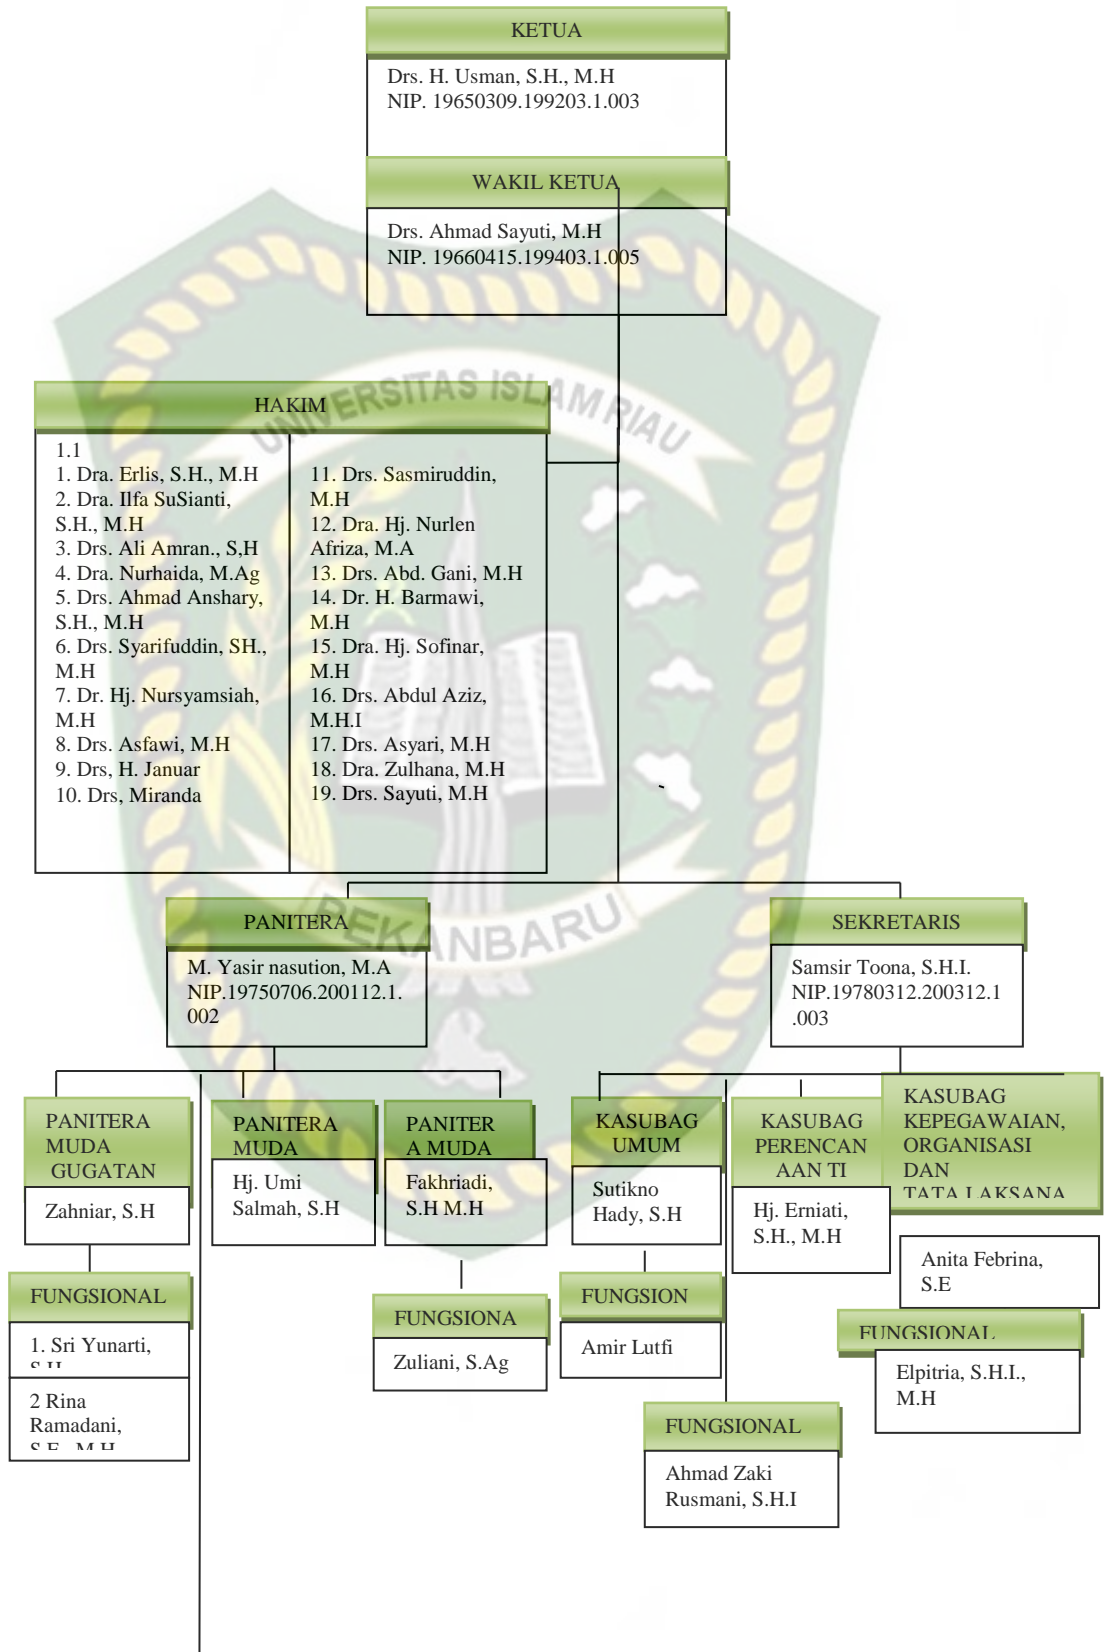 KETUA
Drs. H. Usman, S.H., M.H
NIP. 19650309.199203.1.003
WAKIL KETUA
Drs. Ahmad Sayuti, M.H
NIP. 19660415.199403.1.005
UNIVERSITAS ISLAM RIAU
HAKIM
1.1
1. Dra. Erlis, S.H., M.H
2. Dra. Ilfa SuSianti,
S.H., M.H
3. Drs. Ali Amran., S,H
4. Dra. Nurhaida, M.Ag
5. Drs. Ahmad Anshary,
S.H., M.H
6. Drs. Syarifuddin, SH.,
M.H
7. Dr. Hj. Nursyamsiah,
M.H
8. Drs. Asfawi, M.H
9. Drs, H. Januar
10. Drs, Miranda
11. Drs. Sasmiruddin,
M.H
12. Dra. Hj. Nurlen
Afriza, M.A
13. Drs. Abd. Gani, M.H
14. Dr. H. Barmawi,
M.H
15. Dra. Hj. Sofinar,
M.H
16. Drs. Abdul Aziz,
M.H.I
17. Drs. Asyari, M.H
18. Dra. Zulhana, M.H
19. Drs. Sayuti, M.H
PEKANBARU
PANITERA
M. Yasir nasution, M.A
NIP.19750706.200112.1.
002
SEKRETARIS
Samsir Toona, S.H.I.
NIP.19780312.200312.1
.003
PANITERA
MUDA
GUGATAN
Zahniar, S.H
FUNGSIONAL
1. Sri Yunarti,
S.H
2 Rina
Ramadani,
S.E., M.H
PANITERA
MUDA
Hj. Umi
Salmah, S.H
PANITER
A MUDA
Fakhriadi,
S.H M.H
FUNGSIONA
Zuliani, S.Ag
KASUBAG
UMUM
Sutikno
Hady, S.H
FUNGSION
Amir Lutfi
KASUBAG
PERENCAN
AAN TI
Hj. Erniati,
S.H., M.H
FUNGSIONAL
Ahmad Zaki
Rusmani, S.H.I
KASUBAG
KEPEGAWAIAN,
ORGANISASI
DAN
TATA LAKSANA
Anita Febrina,
S.E
FUNGSIONAL
Elpitria, S.H.I.,
M.H